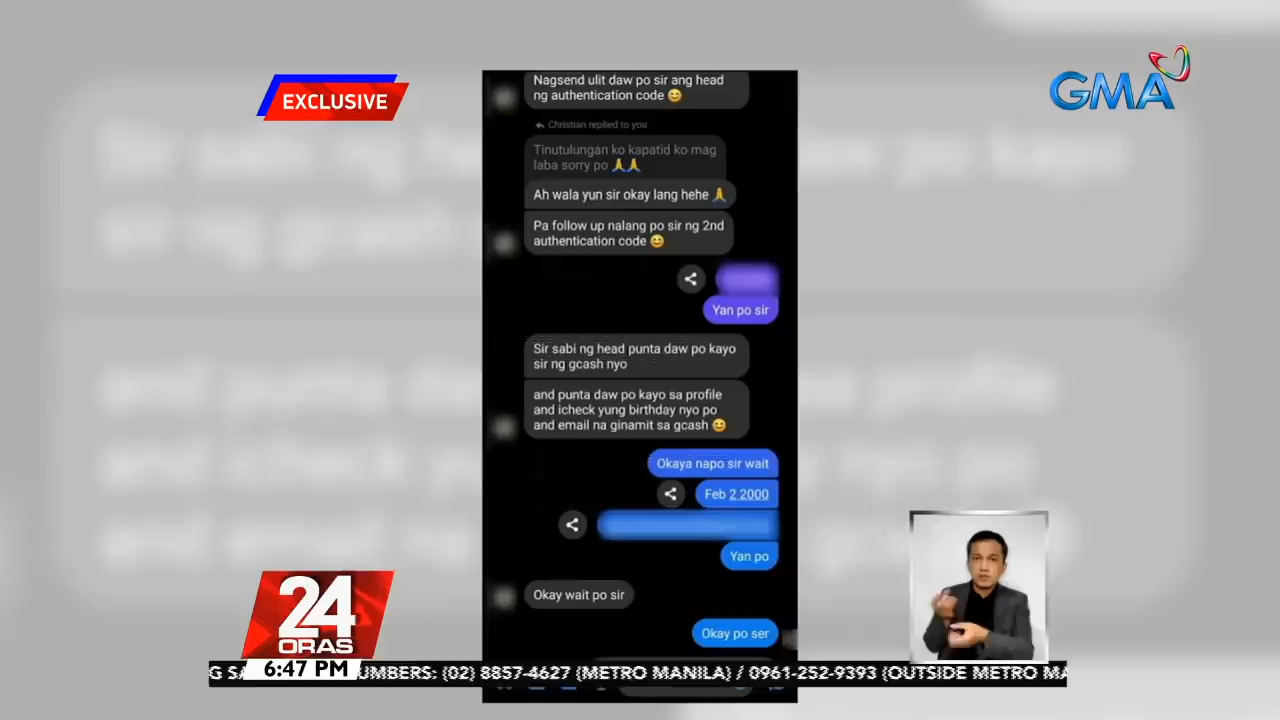 EXCLUSIVE
GMA
Nagsend ulit daw po sir ang head
ng authentication code 😊
Christian replied to you
Tinutulungan ko kapatid ko mag
laba sorry po 🙏🙏
Ah wala yun sir okay lang hehe 🙏
Pa follow up nalang po sir ng 2nd
authentication code 😊
Yan po sir
Sir sabi ng head punta daw po kayo
sir ng gcash nyo
and punta daw po kayo sa profile
and icheck yung birthday nyo po
and email na ginamit sa gcash 😊
Okaya napo sir wait
Feb 2 2000
Yan po
Okay wait po sir
Okay po ser
24
ORAS
6:47 PM
(02) 8857-4627 (METRO MANILA) / 0961-252-9393 (OUTSIDE METRO